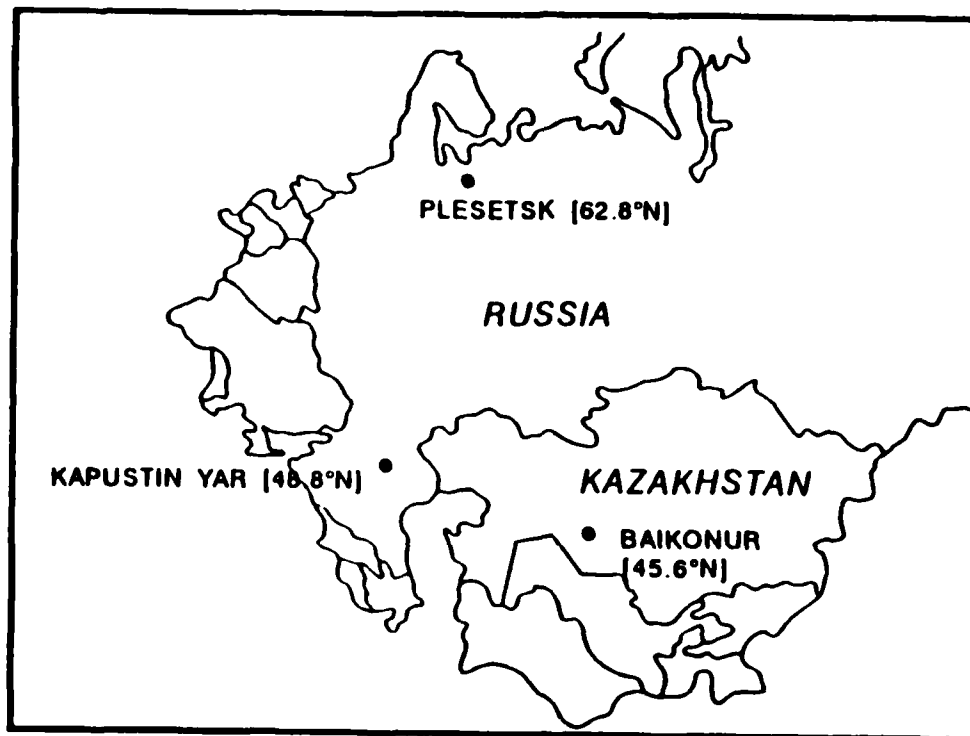 PLESETSK [62.8°N]
RUSSIA
KAPUSTIN YAR [48.8°N]
KAZAKHSTAN
BAIKONUR
[45.6°N]